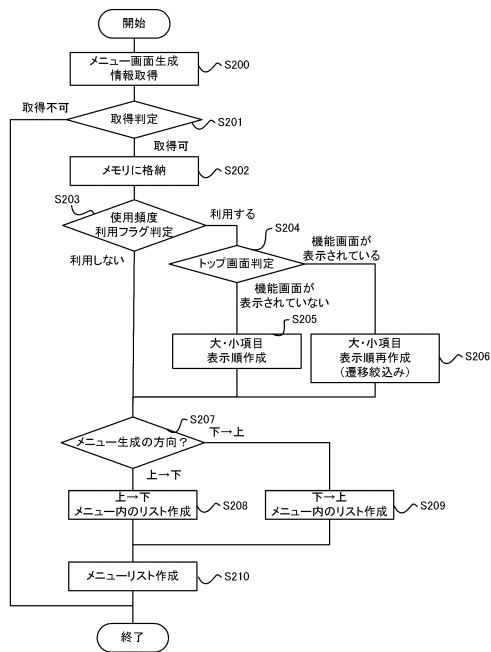 開始
メニュー画面生成
情報取得
S200
取得不可
取得判定
S201
取得可
メモリに格納
S202
S203
使用頻度
利用フラグ判定
利用する
利用しない
S204
トップ画面判定
機能画面が
表示されている
機能画面が
表示されていない
S205
大・小項目
表示順作成
大・小項目
表示順再作成
(遷移絞込み)
S206
S207
メニュー生成の方向?
下→上
上→下
上→下
メニュー内のリスト作成
S208
下→上
メニュー内のリスト作成
S209
メニューリスト作成
S210
終了